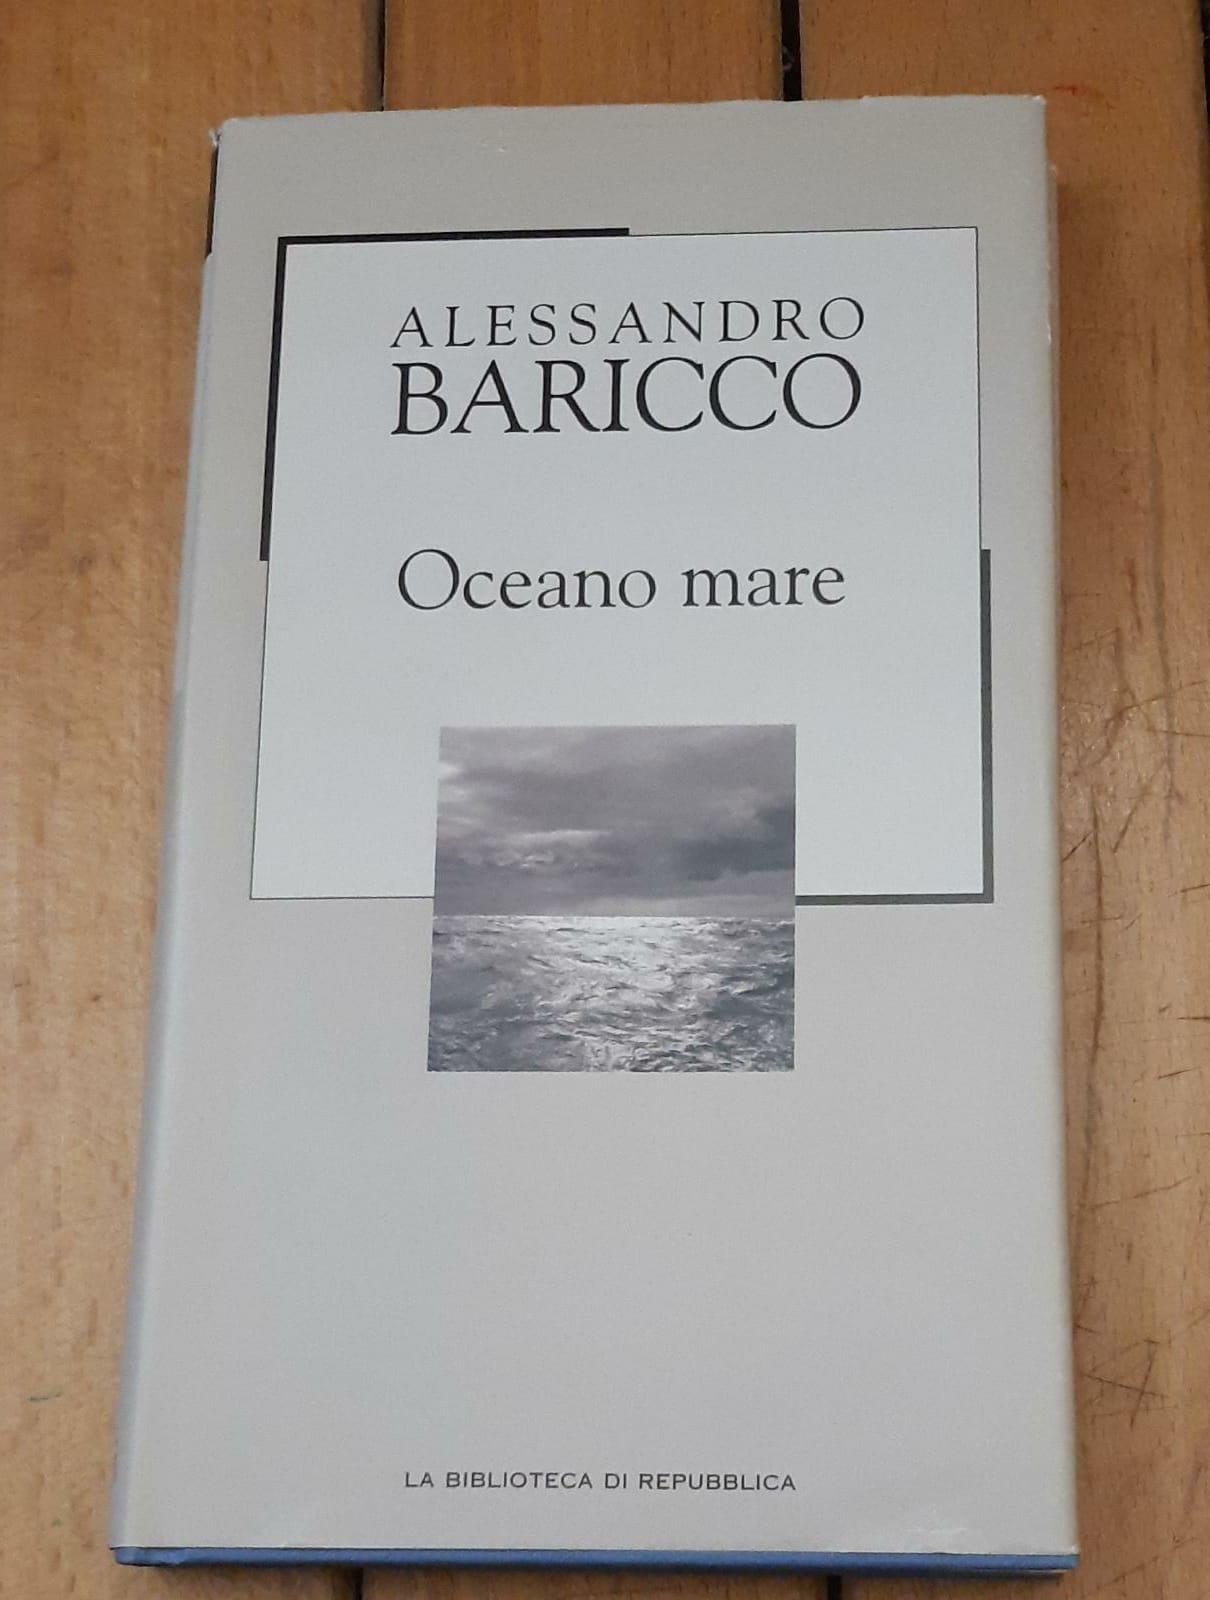 ALESSANDRO
BARICCO
Oceano mare
LA BIBLIOTECA DI REPUBBLICA